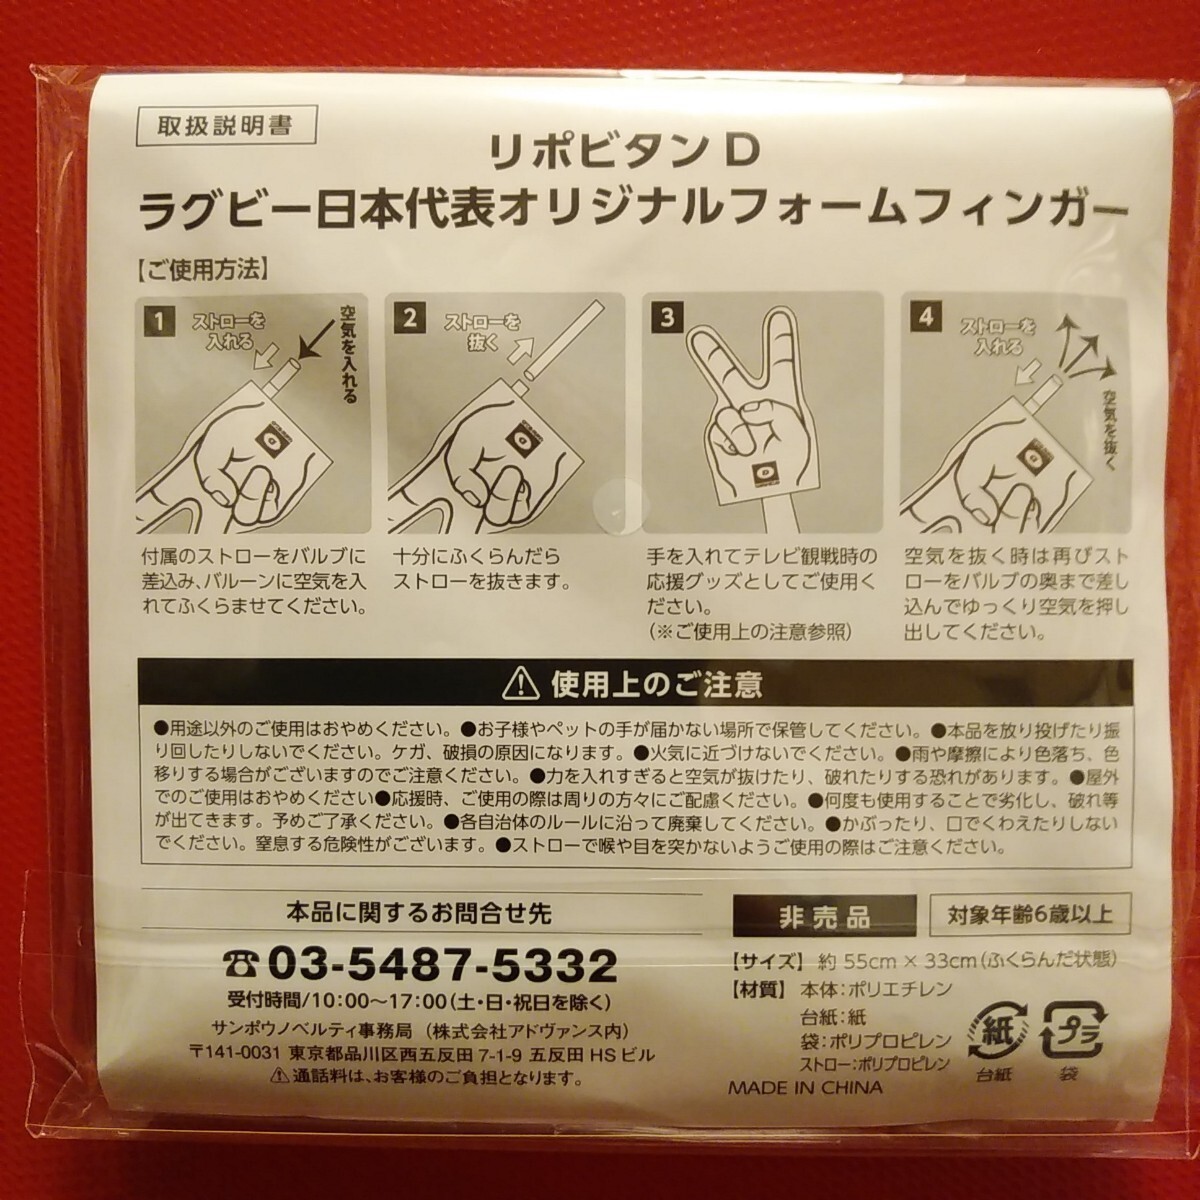 取扱説明書
リポビタンD
ラグビー日本代表オリジナルフォームフィンガー
【ご使用方法】
1
ストローを
入れる
空気を入れる
付属のストローをバルブに
差込み、バルーンに空気を入
れてふくらませてください。
2
ストローを
抜く
十分にふくらんだら
ストローを抜きます。
3
手を入れてテレビ観戦時の
応援グッズとしてご使用く
ださい。
（※ご使用上の注意参照）
4
ストローを
入れる
空気を抜く
空気を抜く時は再びスト
ローをバルブの奥まで差し
込んでゆっくり空気を押し
出してください。
使用上のご注意
●用途以外のご使用はおやめください。●お子様やペットの手が届かない場所で保管してください。●本品を放り投げたり振
り回したりしないでください。ケガ、破損の原因になります。●火気に近づけないでください。●雨や摩擦により色落ち、色
移りする場合がございますのでご注意ください。●力を入れすぎると空気が抜けたり、破れたりする恐れがあります。●屋外
でのご使用はおやめください●応援時、ご使用の際は周りの方々にご配慮ください。●何度も使用することで劣化し、破れ等
が出てきます。予めご了承ください。●各自治体のルールに沿って廃棄してください。●かぶったり、口でくわえたりしない
でください。窒息する危険性がございます。●ストローで喉や目を突かないようご使用の際はご注意ください。
本品に関するお問合せ先
☎03-5487-5332
受付時間/10:00〜17:00(土・日・祝日を除く)
サンポウノベルティ事務局（株式会社アドヴァンス内）
〒141-0031 東京都品川区西五反田7-1-9 五反田HSビル
⚠通話料は、お客様のご負担となります。
非売品
対象年齢6歳以上
【サイズ】約55cm×33cm(ふくらんだ状態)
【材質】本体:ポリエチレン
台紙:紙
袋:ポリプロピレン
ストロー:ポリプロピレン
MADE IN CHINA
紙
台紙
プラ
袋